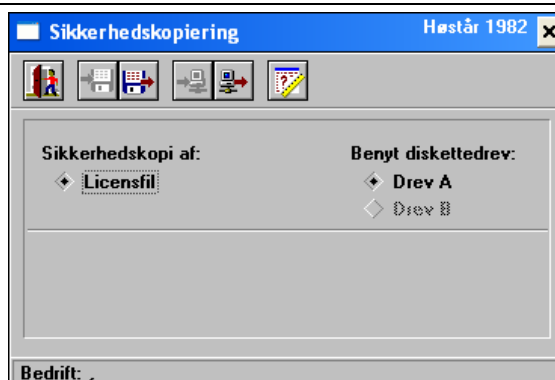 Sikkerhedskopiering Høstår 1982
Sikkerhedskopi af: Benyt diskettedrev:
Licensfil Drev A
Drev B
Bedrift: